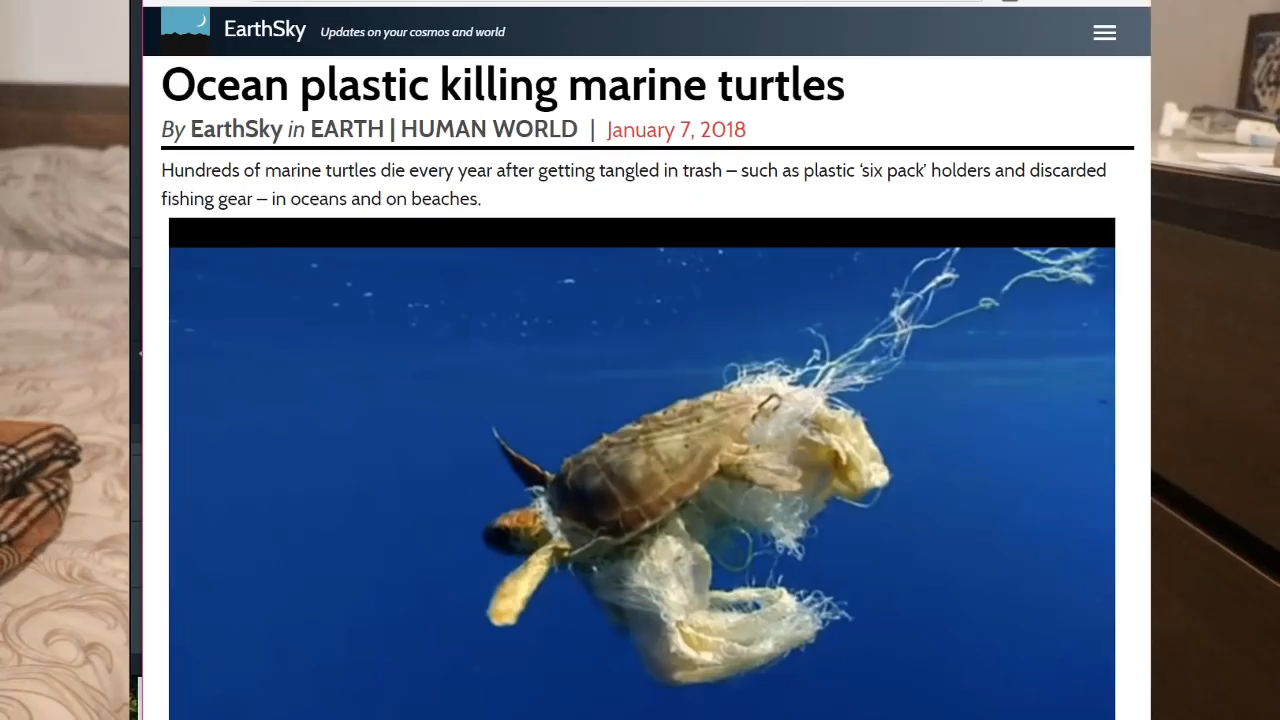 EarthSky Updates on your cosmos and world
Ocean plastic killing marine turtles
By EarthSky in EARTH | HUMAN WORLD | January 7, 2018
Hundreds of marine turtles die every year after getting tangled in trash – such as plastic ‘six pack’ holders and discarded
fishing gear – in oceans and on beaches.